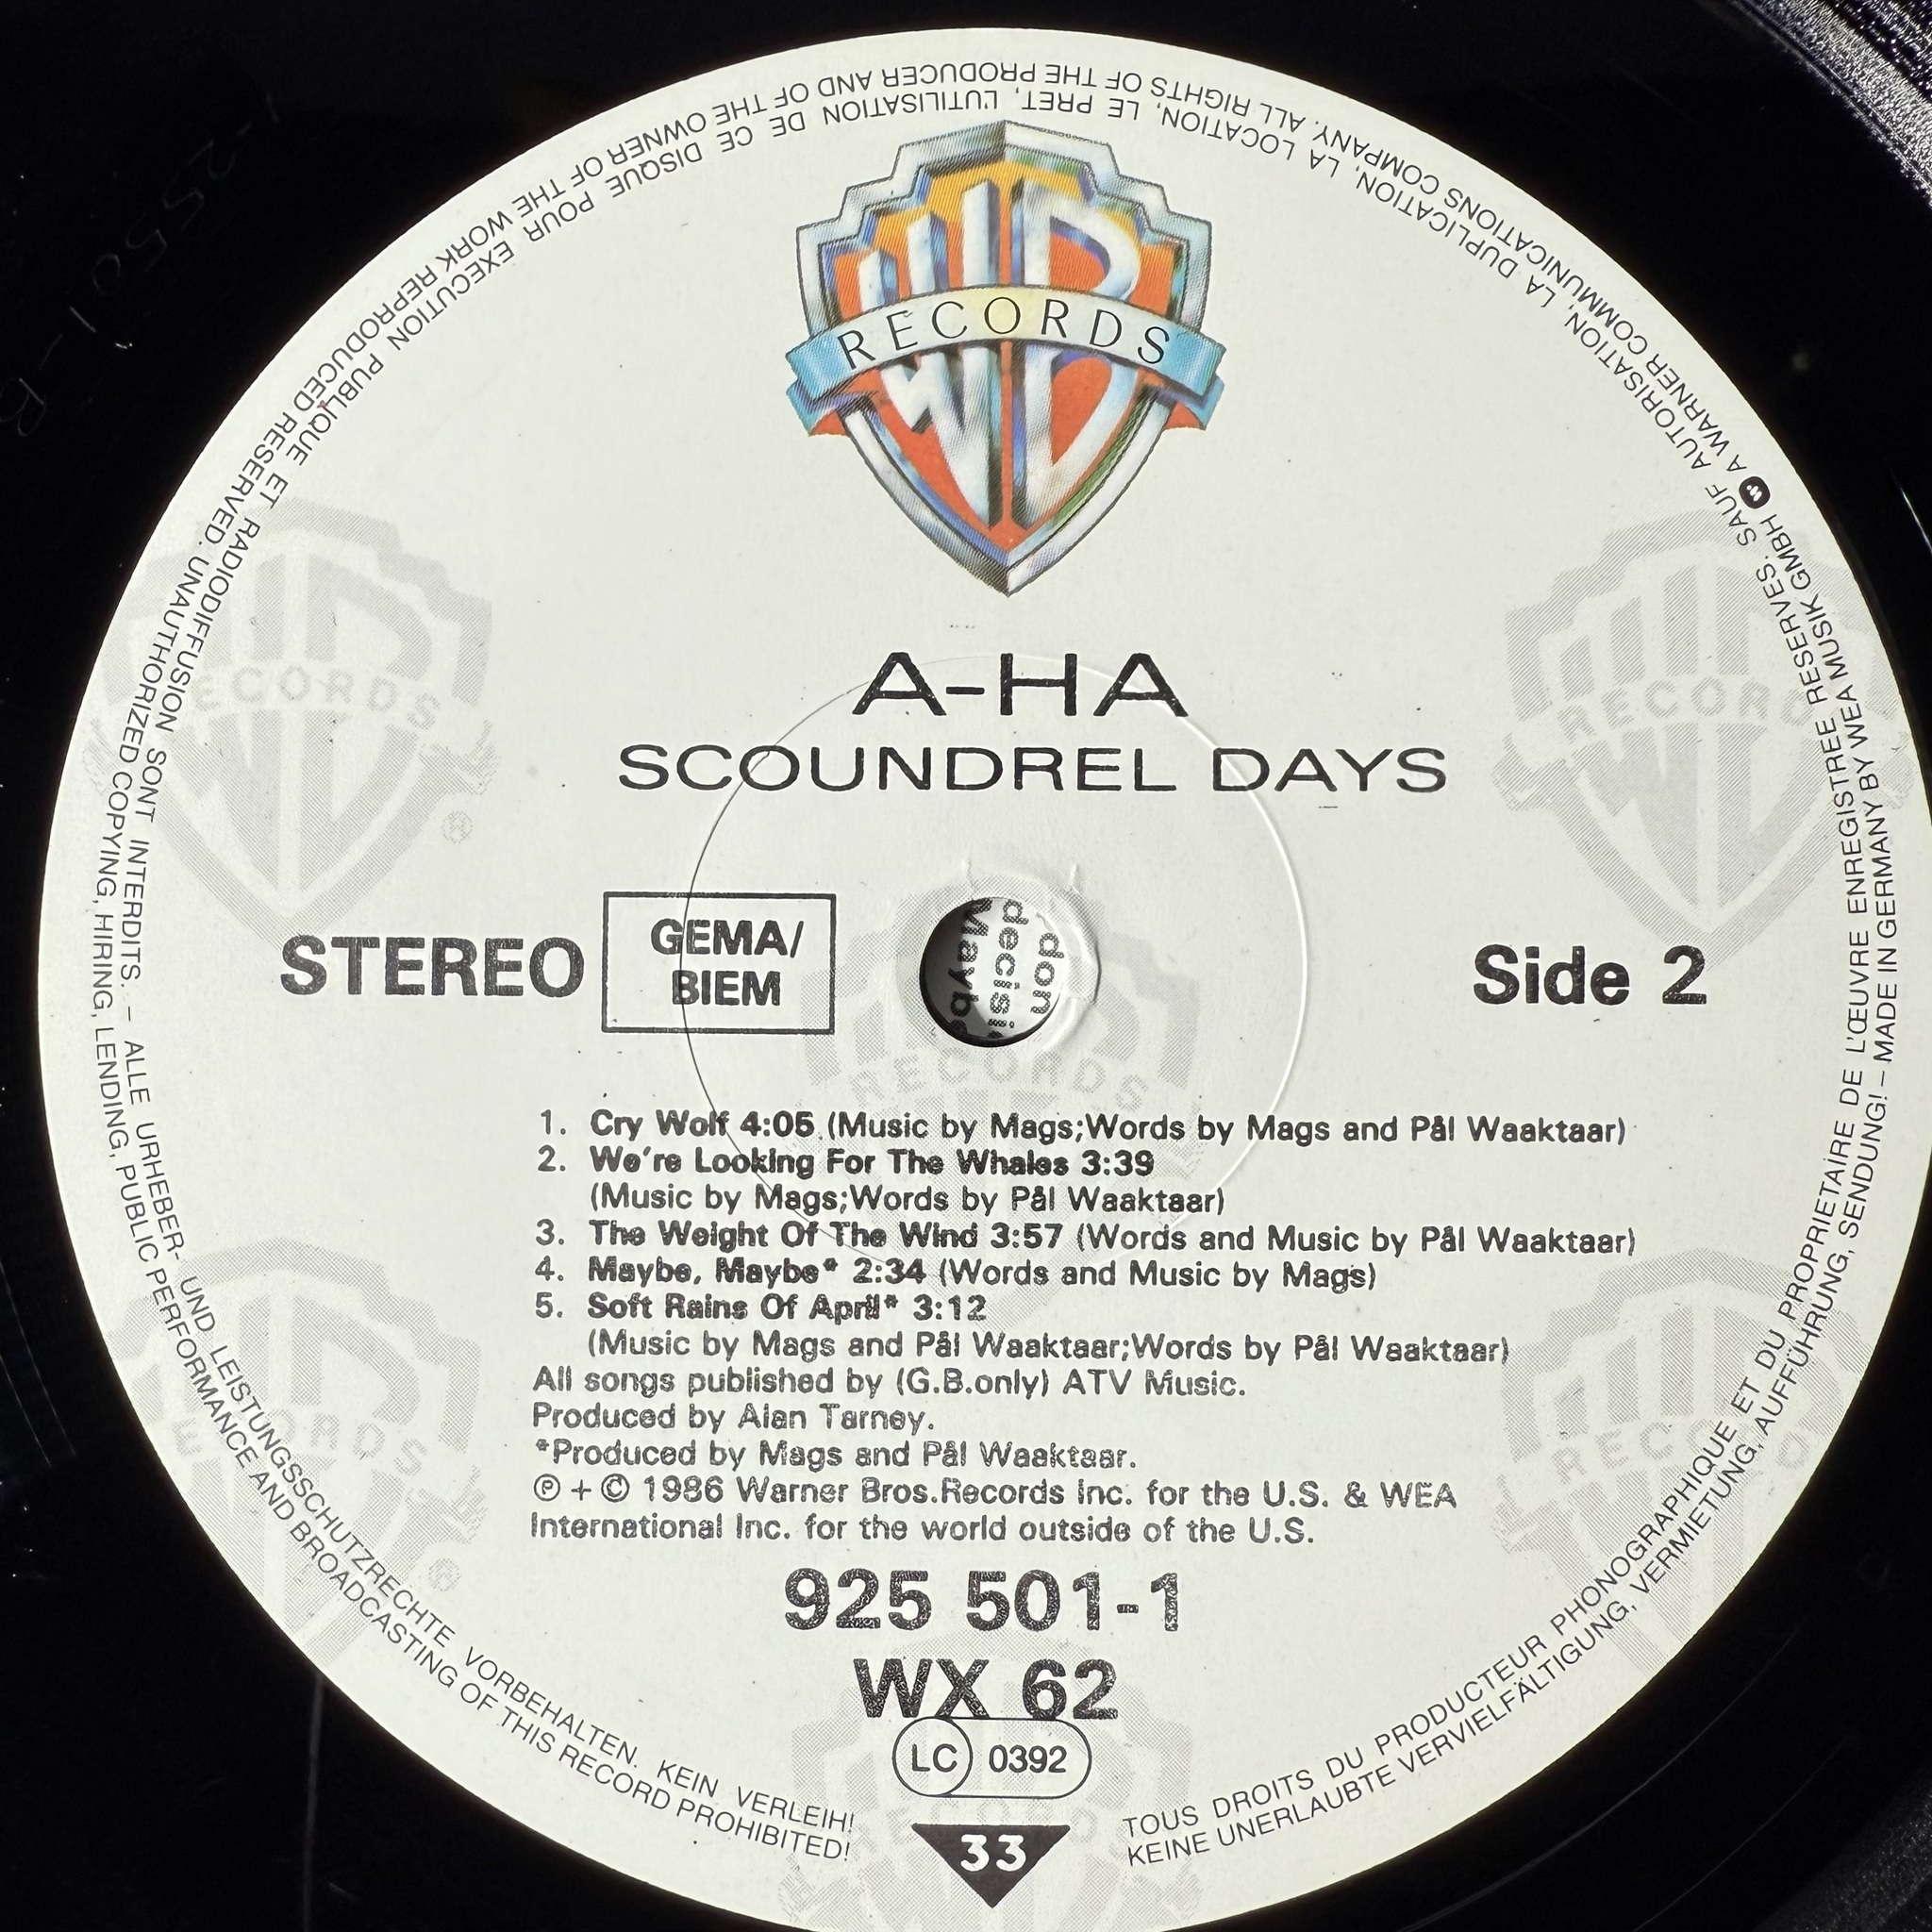 RECORDS
A-HA
SCOUNDREL DAYS
STEREO
GEMA/
BIEM
Side 2
1. Cry Wolf 4:05 (Music by Mags;Words by Mags and Pål Waaktaar)
2. We're Looking For The Whales 3:39
(Music by Mags;Words by Pål Waaktaar)
3. The Weight Of The Wind 3:57 (Words and Music by Pål Waaktaar)
4. Maybe, Maybe* 2:34 (Words and Music by Mags)
5. Soft Rains Of April* 3:12
(Music by Mags and Pål Waaktaar;Words by Pål Waaktaar)
All songs published by (G.B.only) ATV Music.
Produced by Alan Tarney.
*Produced by Mags and Pål Waaktaar.
℗ + © 1986 Warner Bros.Records Inc. for the U.S. & WEA
International Inc. for the world outside of the U.S.
925 501-1
WX 62
LC 0392
33
TOUS DROITS DU PRODUCTEUR PHONOGRAPHIQUE ET DU PROPRIETAIRE DE L'ŒUVRE ENREGISTREE RESERVES. SAUF AUTORISATION, LA DUPLICATION, LA LOCATION, LE PRET, L'UTILISATION DE CE DISQUE POUR EXECUTION PUBLIQUE ET RADIODIFFUSION SONT INTERDITS. – ALLE URHEBER- UND LEISTUNGSSCHUTZRECHTE VORBEHALTEN. KEIN VERLEIH!
KEINE UNERLAUBTE VERVIELFÄLTIGUNG, VERMIETUNG, AUFFÜHRUNG, SENDUNG! – MADE IN GERMANY BY WEA MUSIK GMBH A WARNER COMMUNICATIONS COMPANY. ALL RIGHTS OF THE PRODUCER AND OF THE OWNER OF THE WORK REPRODUCED RESERVED. UNAUTHORIZED COPYING, HIRING, LENDING, PUBLIC PERFORMANCE AND BROADCASTING OF THIS RECORD PROHIBITED!